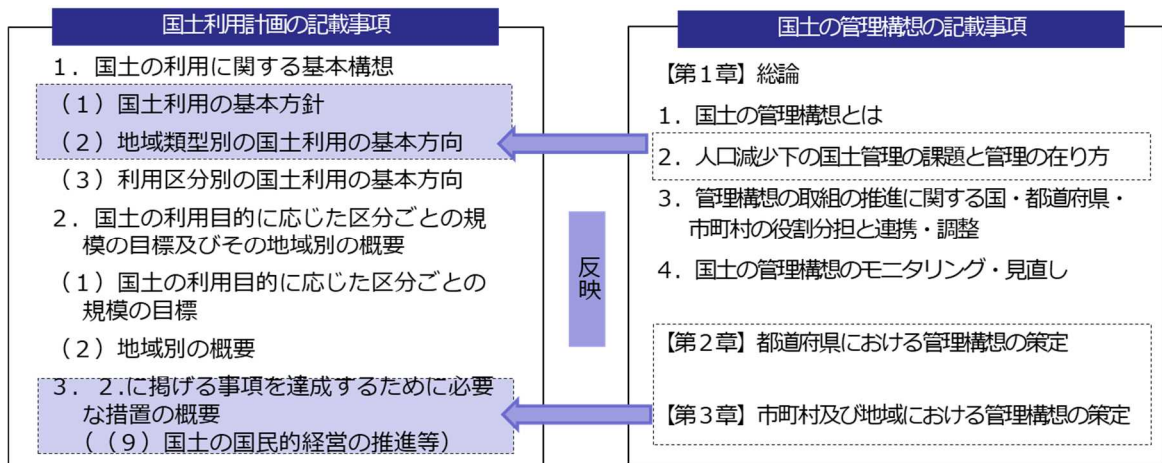 国土利用計画の記載事項
1．国土の利用に関する基本構想
（1）国土利用の基本方針
（2）地域類型別の国土利用の基本方向
（3）利用区分別の国土利用の基本方向
2．国土の利用目的に応じた区分ごとの規
模の目標及びその地域別の概要
（1）国土の利用目的に応じた区分ごとの
規模の目標
（2）地域別の概要
3．2.に掲げる事項を達成するために必要
な措置の概要
（（9）国土の国民的経営の推進等）
反映
国土の管理構想の記載事項
【第1章】総論
1．国土の管理構想とは
2．人口減少下の国土管理の課題と管理の在り方
3．管理構想の取組の推進に関する国・都道府県・
市町村の役割分担と連携・調整
4．国土の管理構想のモニタリング・見直し
【第2章】都道府県における管理構想の策定
【第3章】市町村及び地域における管理構想の策定